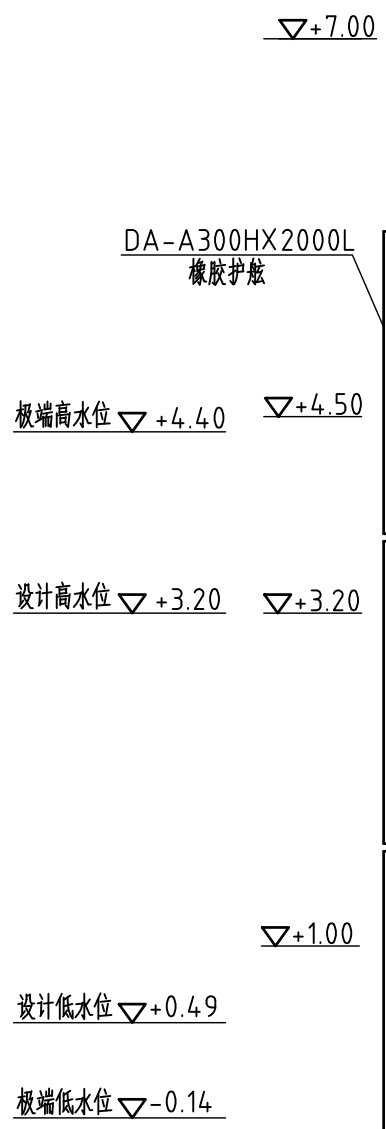 +7.00
DA-A300HX2000L
橡胶护舷
极端高水位 +4.40 +4.50
设计高水位 +3.20 +3.20
+1.00
设计低水位 +0.49
极端低水位 -0.14